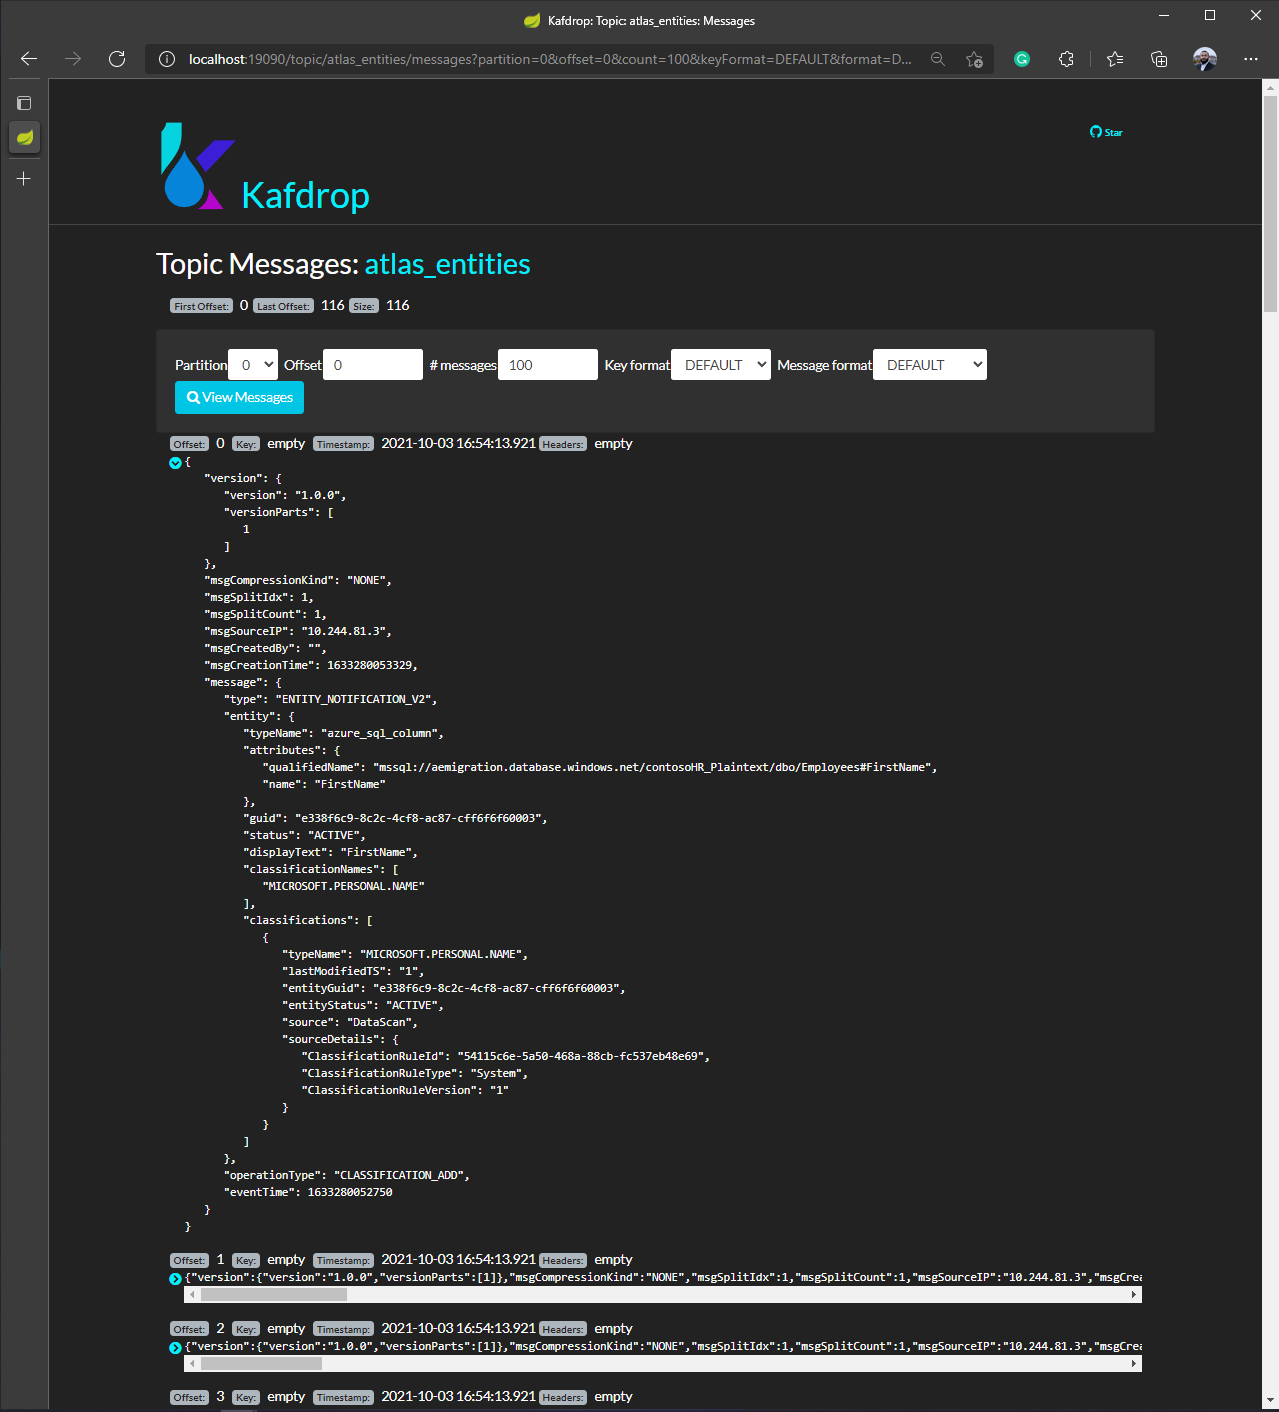 Kafdrop: Topic: atlas_entities: Messages
localhost:19090/topic/atlas_entities/messages?partition=0&offset=0&count=100&keyFormat=DEFAULT&format=D...
Star
Kafdrop
Topic Messages: atlas_entities
First Offset: 0 Last Offset: 116 Size: 116
Partition 0 Offset 0 # messages 100 Key format DEFAULT Message format DEFAULT
View Messages
Offset: 0 Key: empty Timestamp: 2021-10-03 16:54:13.921 Headers: empty
{
"version": {
"version": "1.0.0",
"versionParts": [
1
]
},
"msgCompressionKind": "NONE",
"msgSplitIdx": 1,
"msgSplitCount": 1,
"msgSourceIP": "10.244.81.3",
"msgCreatedBy": "",
"msgCreationTime": 1633280053329,
"message": {
"type": "ENTITY_NOTIFICATION_V2",
"entity": {
"typeName": "azure_sql_column",
"attributes": {
"qualifiedName": "mssql://aemigration.database.windows.net/contosoHR_Plaintext/dbo/Employees#FirstName",
"name": "FirstName"
},
"guid": "e338f6c9-8c2c-4cf8-ac87-cff6f6f60003",
"status": "ACTIVE",
"displayText": "FirstName",
"classificationNames": [
"MICROSOFT.PERSONAL.NAME"
],
"classifications": [
{
"typeName": "MICROSOFT.PERSONAL.NAME",
"lastModifiedTS": "1",
"entityGuid": "e338f6c9-8c2c-4cf8-ac87-cff6f6f60003",
"entityStatus": "ACTIVE",
"source": "DataScan",
"sourceDetails": {
"ClassificationRuleId": "54115c6e-5a50-468a-88cb-fc537eb48e69",
"ClassificationRuleType": "System",
"ClassificationRuleVersion": "1"
}
}
]
},
"operationType": "CLASSIFICATION_ADD",
"eventTime": 1633280052750
}
}
Offset: 1 Key: empty Timestamp: 2021-10-03 16:54:13.921 Headers: empty
{"version":{"version":"1.0.0","versionParts":[1]},"msgCompressionKind":"NONE","msgSplitIdx":1,"msgSplitCount":1,"msgSourceIP":"10.244.81.3","msgCrea
Offset: 2 Key: empty Timestamp: 2021-10-03 16:54:13.921 Headers: empty
{"version":{"version":"1.0.0","versionParts":[1]},"msgCompressionKind":"NONE","msgSplitIdx":1,"msgSplitCount":1,"msgSourceIP":"10.244.81.3","msgCrea
Offset: 3 Key: empty Timestamp: 2021-10-03 16:54:13.921 Headers: empty